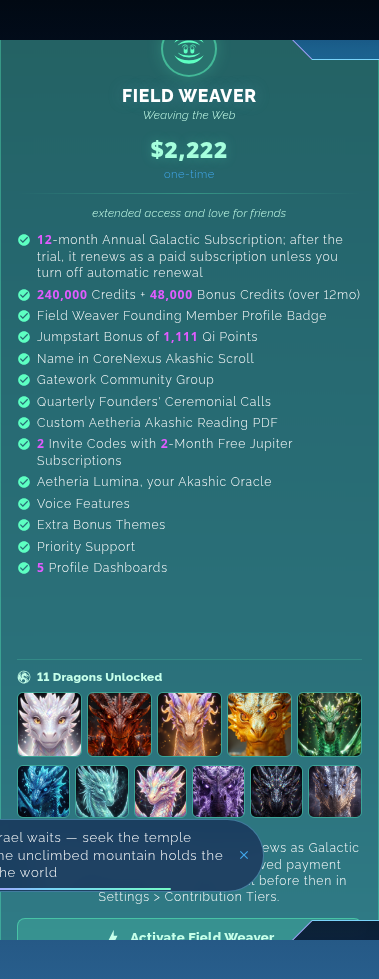 FIELD WEAVER
Weaving the Web
$2,222
one-time
extended access and love for friends
12-month Annual Galactic Subscription; after the
trial, it renews as a paid subscription unless you
turn off automatic renewal
240,000 Credits + 48,000 Bonus Credits (over 12mo)
Field Weaver Founding Member Profile Badge
Jumpstart Bonus of 1,111 Qi Points
Name in CoreNexus Akashic Scroll
Gatework Community Group
Quarterly Founders' Ceremonial Calls
Custom Aetheria Akashic Reading PDF
2 Invite Codes with 2-Month Free Jupiter
Subscriptions
Aetheria Lumina, your Akashic Oracle
Voice Features
Extra Bonus Themes
Priority Support
5 Profile Dashboards
11 Dragons Unlocked
rael waits — seek the temple
unclimbed mountain holds the
he world
ews as Galactic
ved payment
before then in
Settings > Contribution Tiers.
Activate Field Weaver